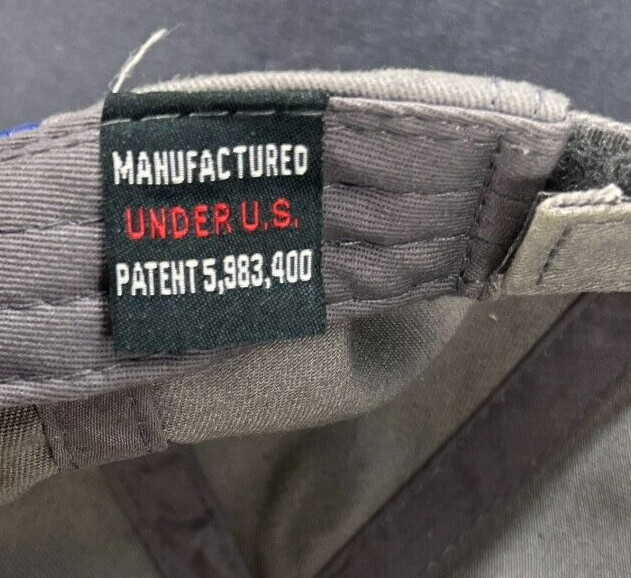 MANUFACTURED
UNDER U.S.
PATENT 5,983,400